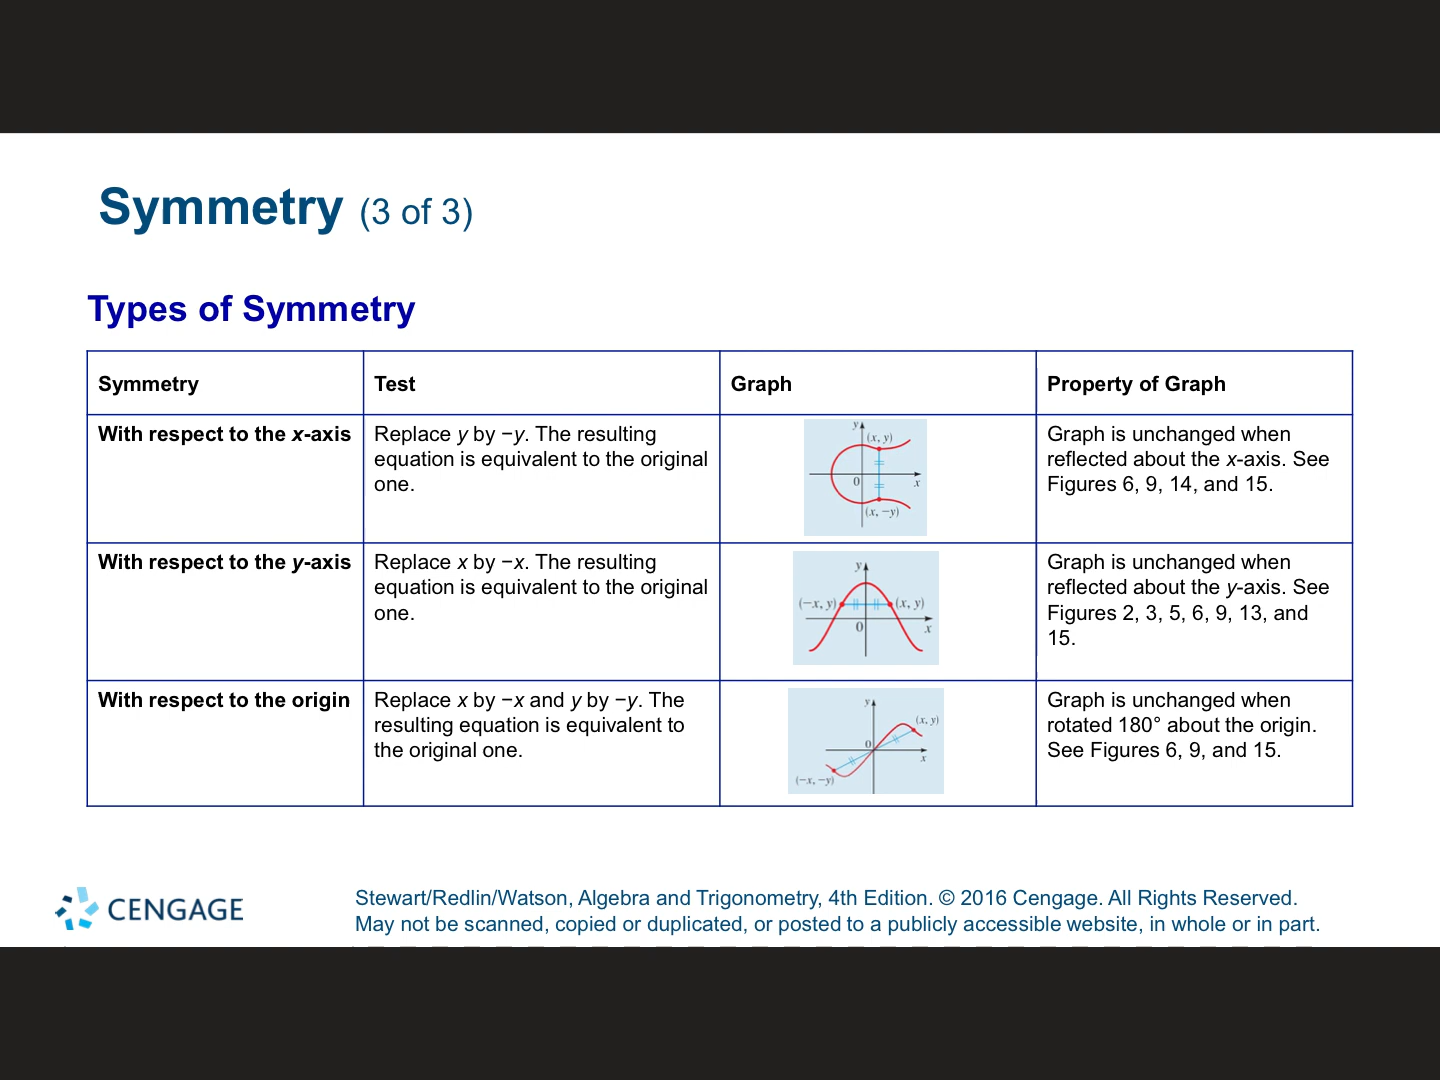 Symmetry (3 of 3)
Types of Symmetry
Symmetry
Test
Graph
Property of Graph
With respect to the x-axis
Replace y by −y. The resulting
equation is equivalent to the original
one.
y
(x, y)
0
x
(x, −y)
Graph is unchanged when
reflected about the x-axis. See
Figures 6, 9, 14, and 15.
With respect to the y-axis
Replace x by −x. The resulting
equation is equivalent to the original
one.
y
(−x, y)
(x, y)
0
x
Graph is unchanged when
reflected about the y-axis. See
Figures 2, 3, 5, 6, 9, 13, and
15.
With respect to the origin
Replace x by −x and y by −y. The
resulting equation is equivalent to
the original one.
y
(x, y)
0
x
(−x, −y)
Graph is unchanged when
rotated 180° about the origin.
See Figures 6, 9, and 15.
CENGAGE
Stewart/Redlin/Watson, Algebra and Trigonometry, 4th Edition. © 2016 Cengage. All Rights Reserved.
May not be scanned, copied or duplicated, or posted to a publicly accessible website, in whole or in part.